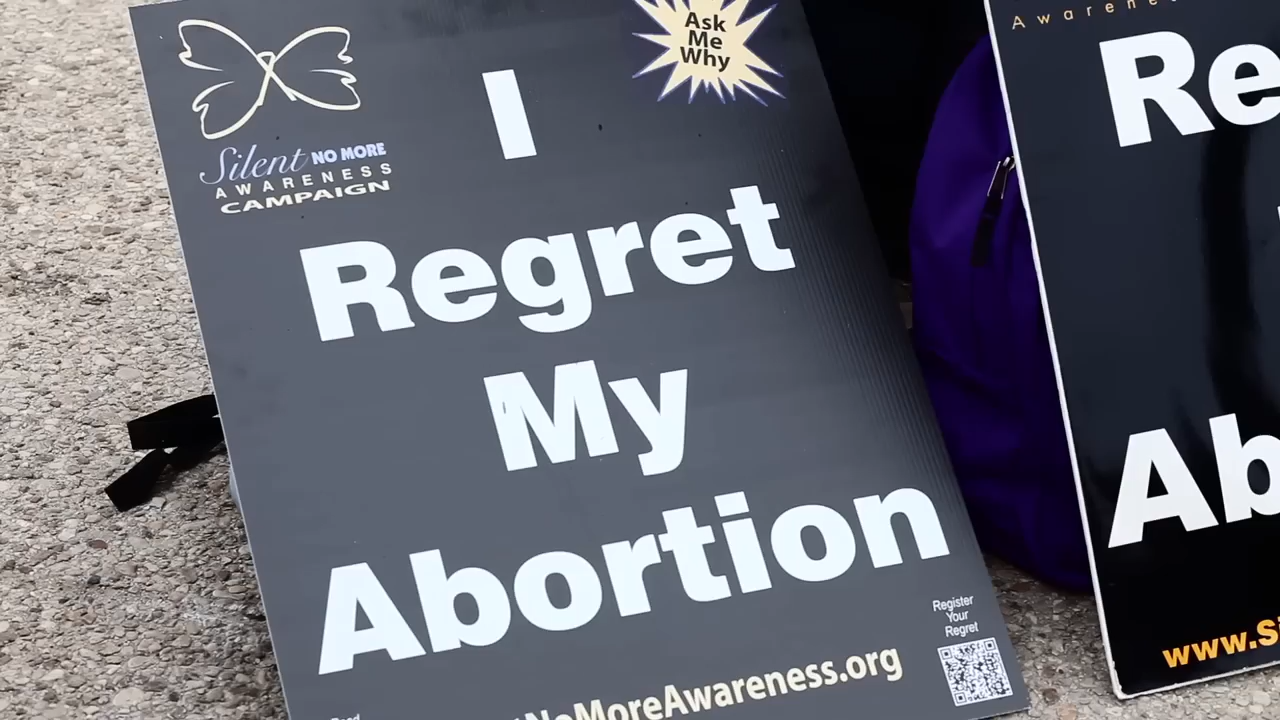 Ask
Me
Why
I
Silent NO MORE
AWARENESS
CAMPAIGN
Regret
My
Abortion
Register
Your
Regret
NoMoreAwareness.org
Awarene
Re
Ab
www.S